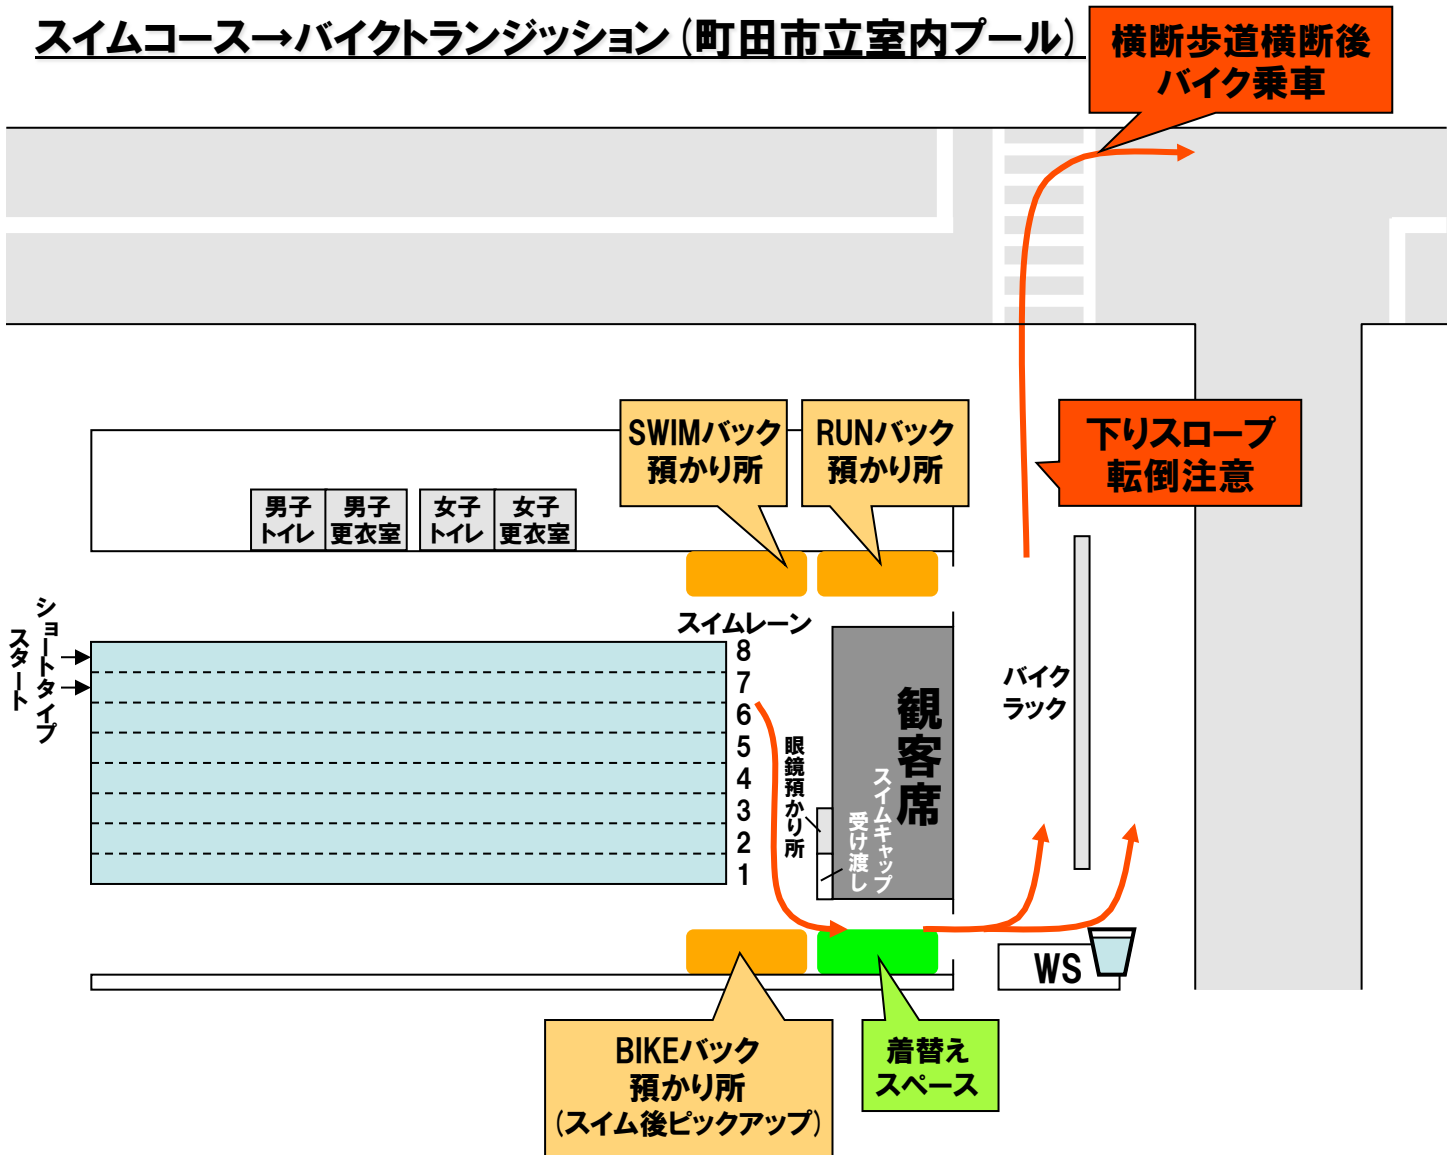 スイムコース→バイクトランジッション（町田市立室内プール）
横断歩道横断後
バイク乗車
SWIMバック
預かり所
RUNバック
預かり所
下りスロープ
転倒注意
男子
トイレ
男子
更衣室
女子
トイレ
女子
更衣室
ショートタイプ
スタート
スイムレーン
8
7
6
5
4
3
2
1
眼鏡預かり所
観客席
スイムキャップ
受け渡し
バイク
ラック
WS
BIKEバック
預かり所
（スイム後ピックアップ）
着替え
スペース